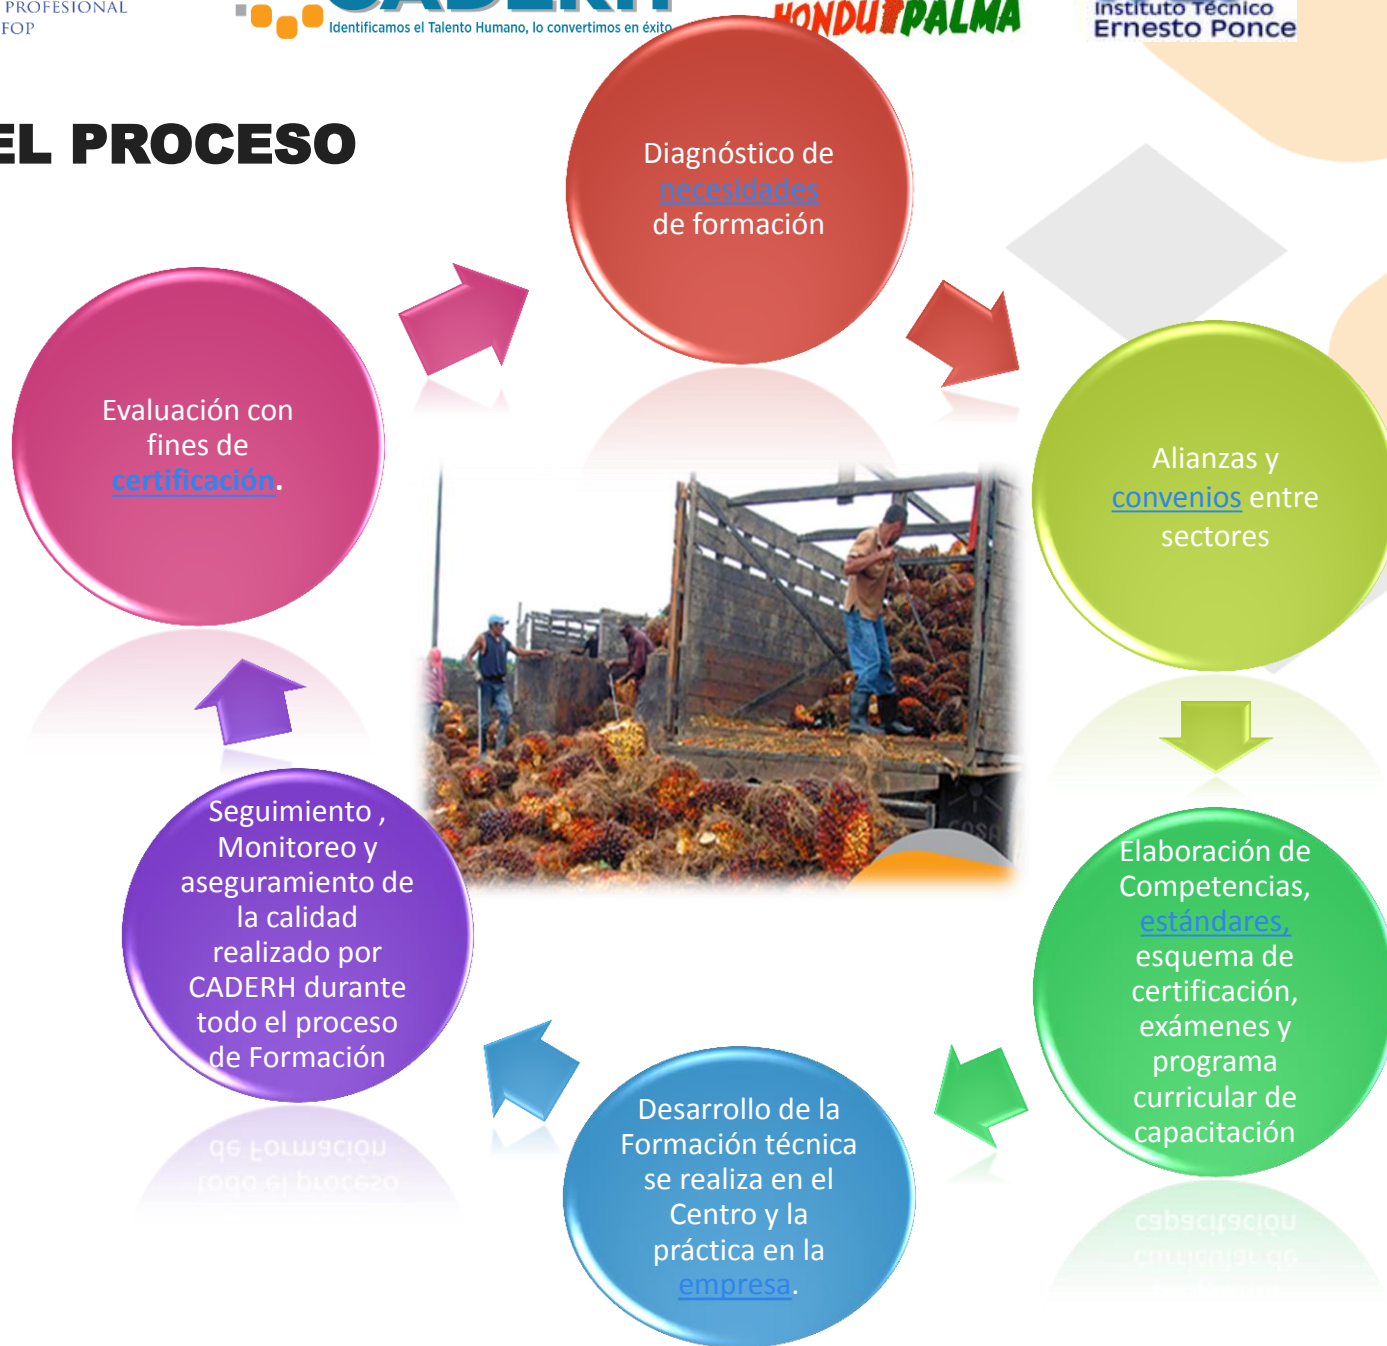 PROFESIONAL
FOP
CADERH
Identificamos el Talento Humano, lo convertimos en éxito
HONDUPALMA
Instituto Técnico
Ernesto Ponce
EL PROCESO
Diagnóstico de
necesidades
de formación
Alianzas y
convenios entre
sectores
Elaboración de
Competencias,
estándares,
esquema de
certificación,
exámenes y
programa
curricular de
capacitación
Desarrollo de la
Formación técnica
se realiza en el
Centro y la
práctica en la
empresa.
Seguimiento ,
Monitoreo y
aseguramiento de
la calidad
realizado por
CADERH durante
todo el proceso
de Formación
Evaluación con
fines de
certificación.